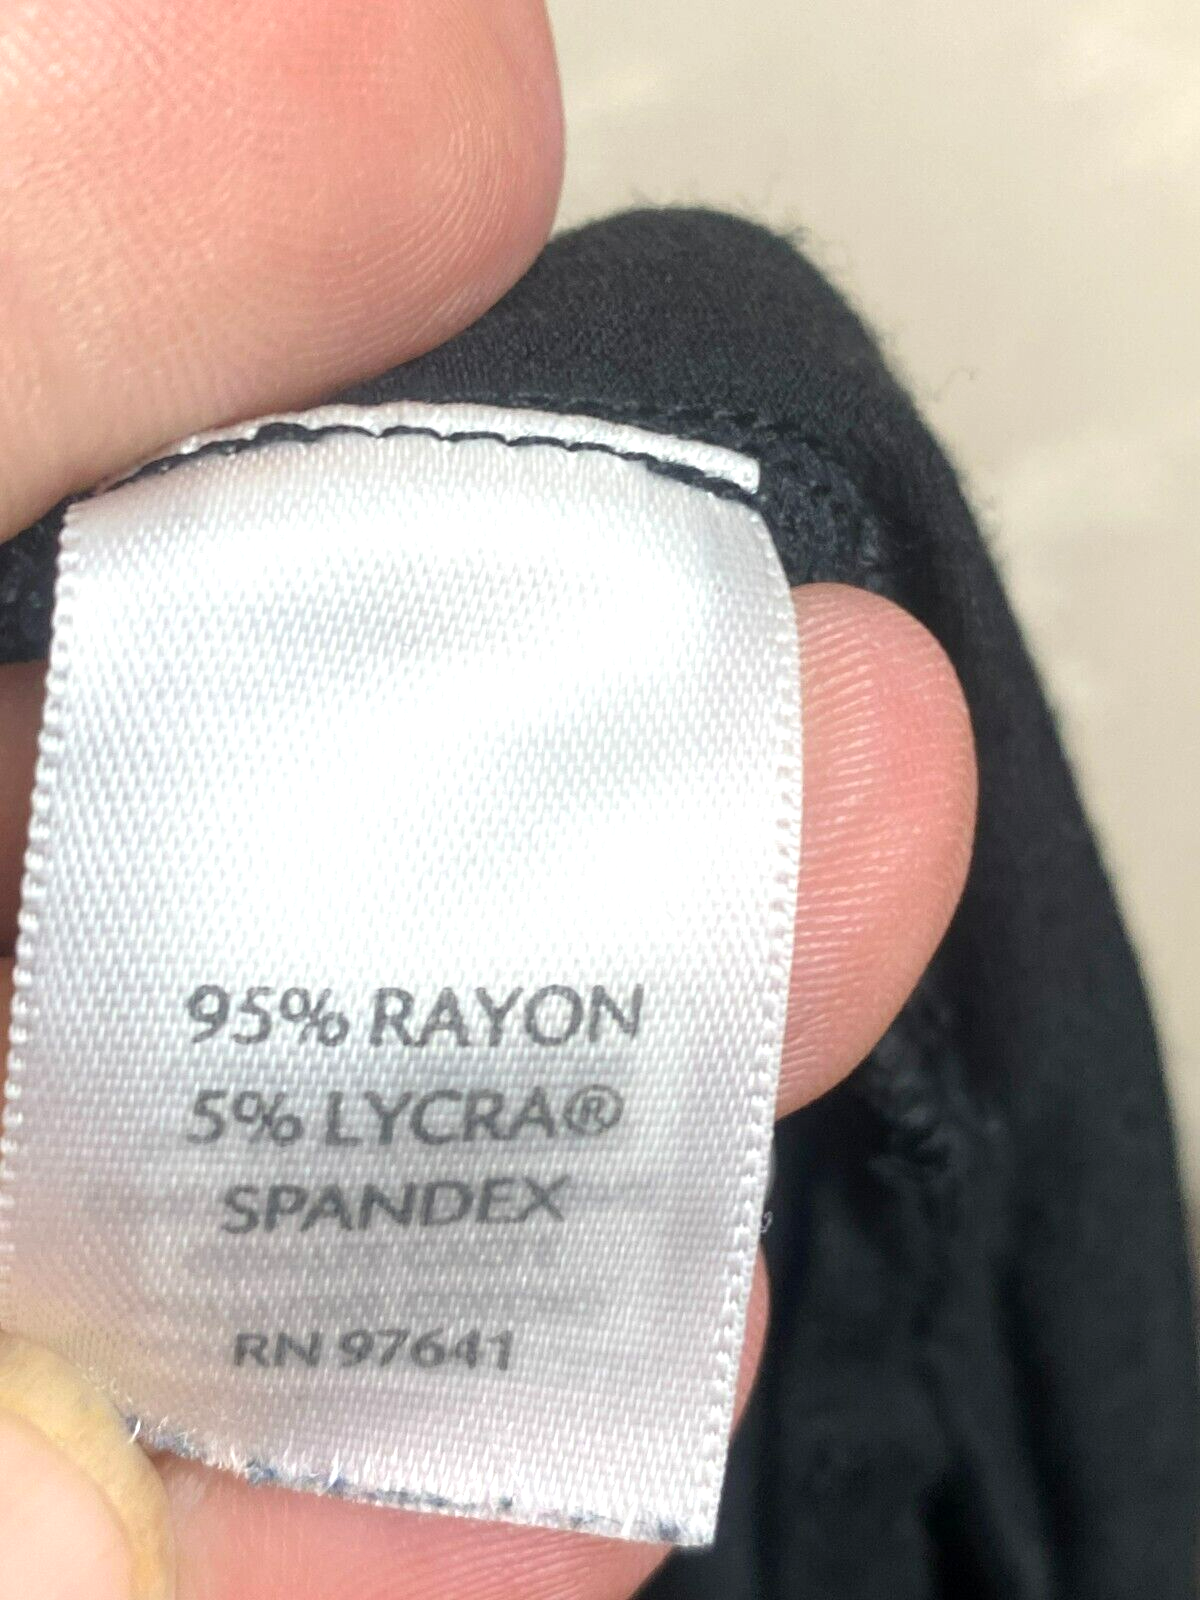 95% RAYON
5% LYCRA®
SPANDEX
RN 97641